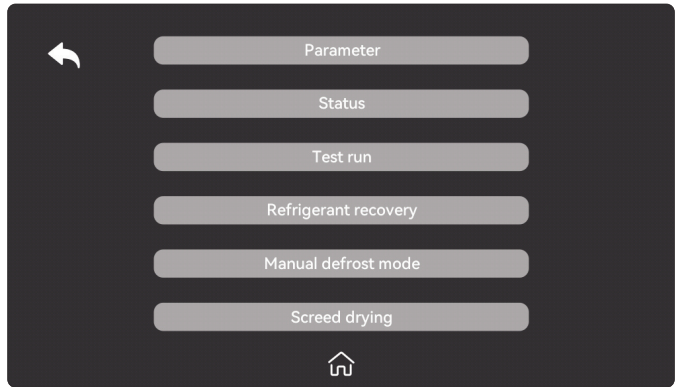 Parameter
Status
Test run
Refrigerant recovery
Manual defrost mode
Screed drying